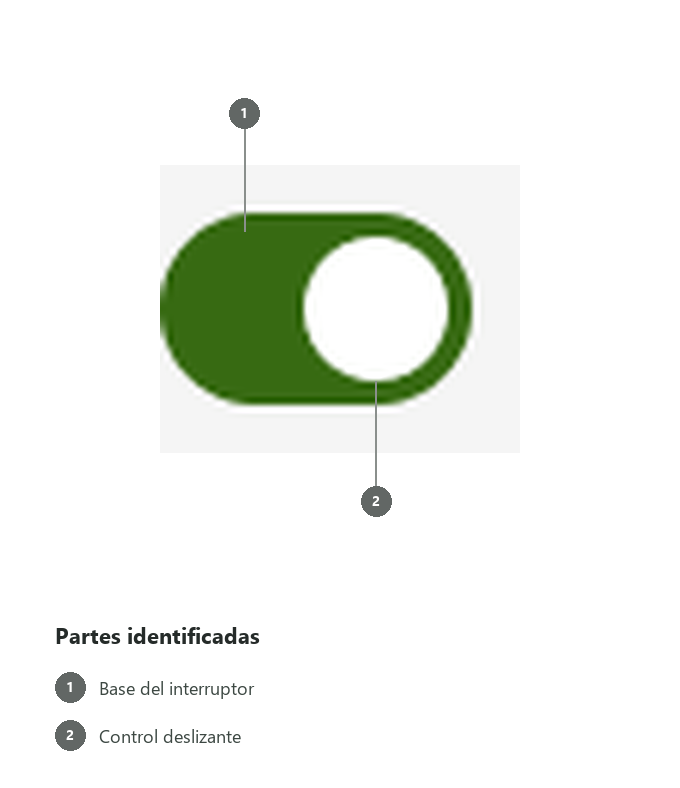 1
2
Partes identificadas
1 Base del interruptor
2 Control deslizante